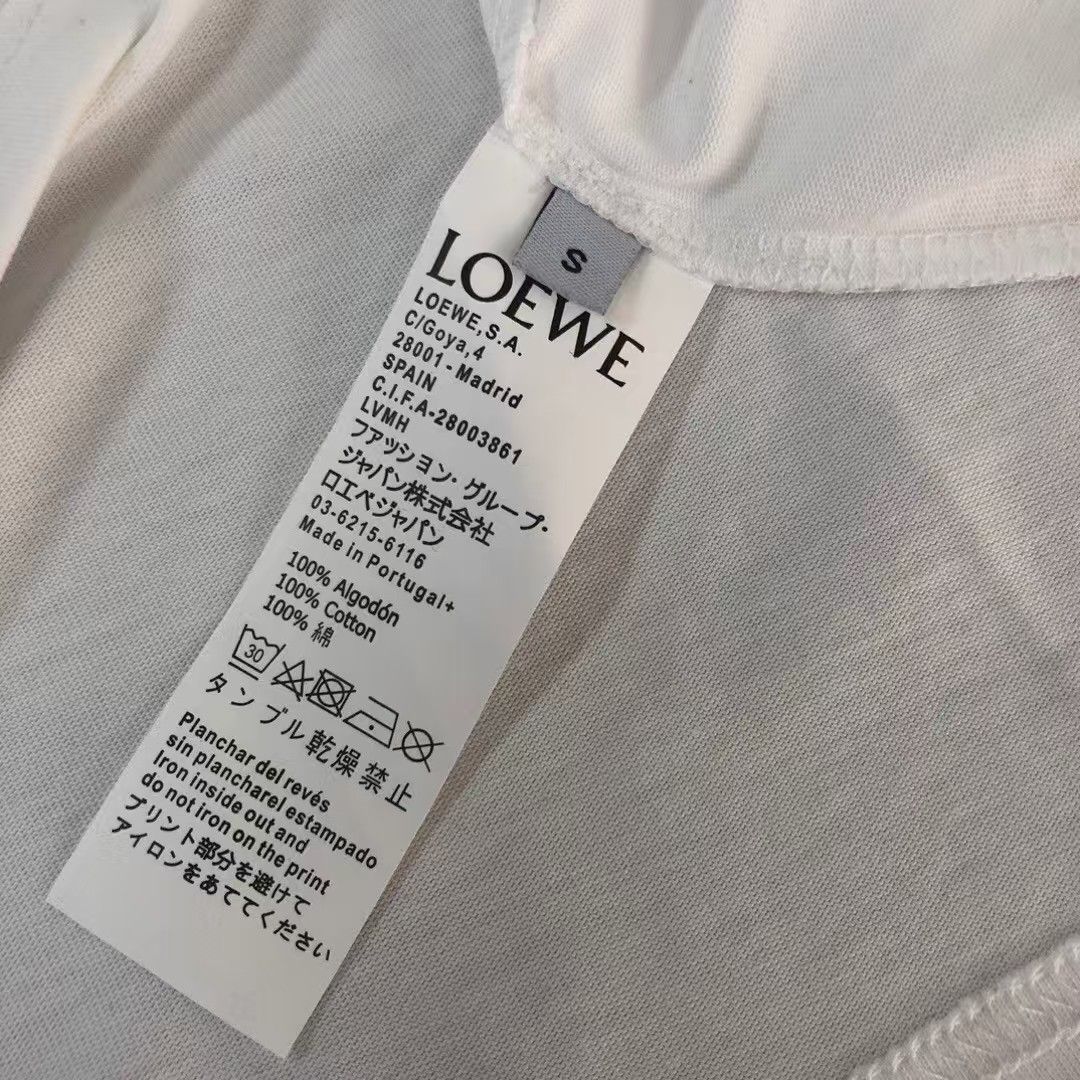 S
LOEWE
LOEWE,S.A.
C/Goya,4
28001 - Madrid
SPAIN
C.I.F.A-28003861
LVMH
ファッション・グループ・
ジャパン株式会社
ロエベジャパン
03-6215-6116
Made in Portugal+
100% Algodón
100% Cotton
100% 綿
30
タンブル乾燥禁止
Planchar del revés
sin plancharel estampado
Iron inside out and
do not iron on the print
プリント部分を避けて
アイロンをあててください